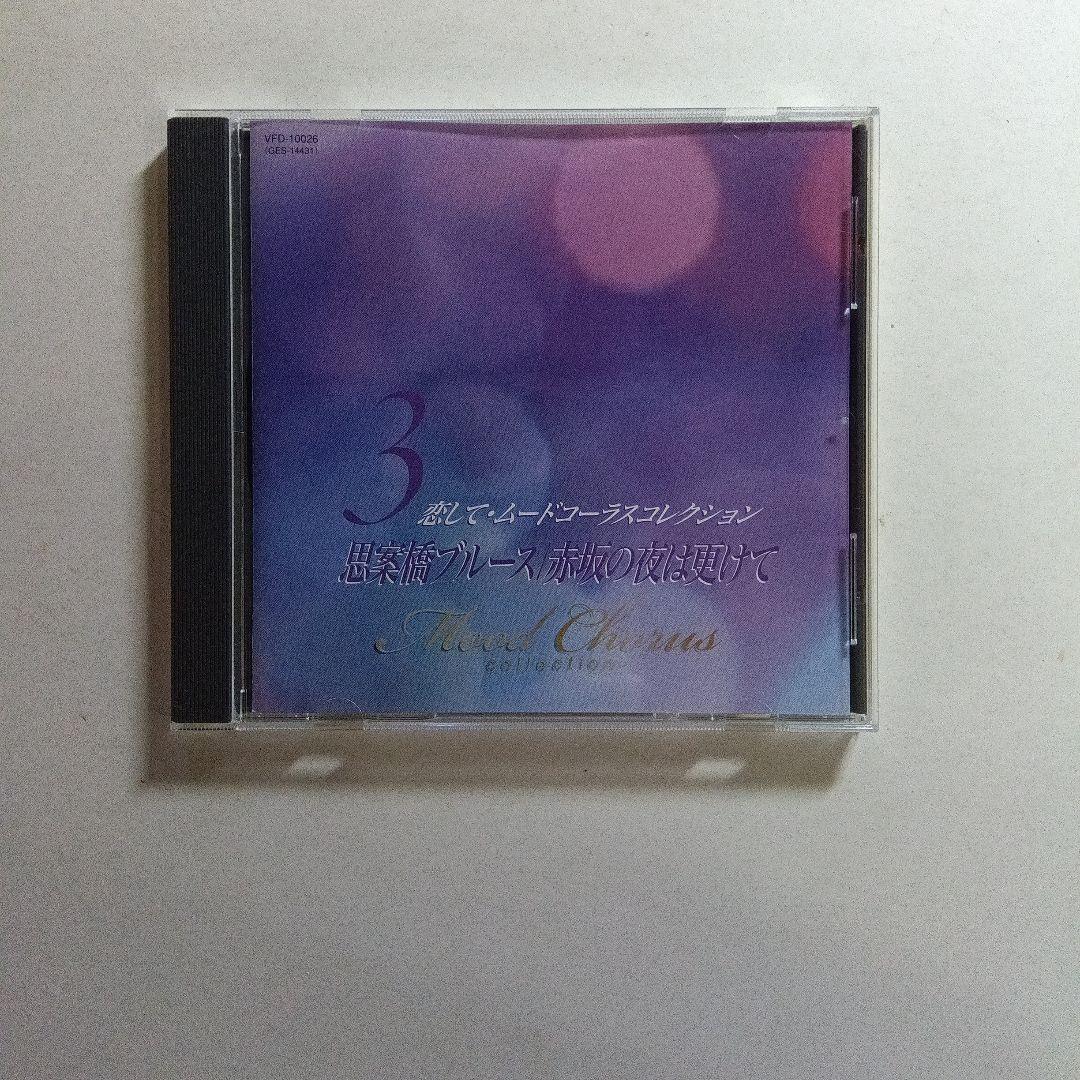 VFD-10026
(GES-14431)
3
恋して・ムードコーラスコレクション
思案橋ブルース/赤坂の夜は更けて
Mood Chorus
collection